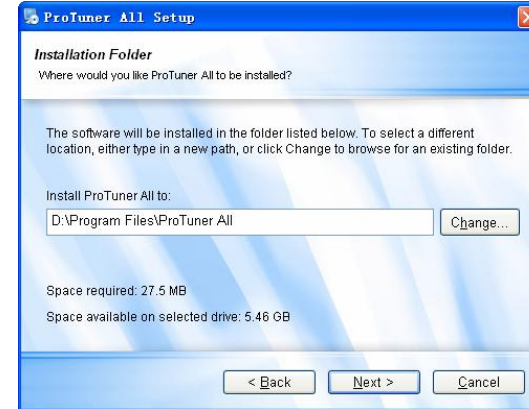 ProTuner All Setup
Installation Folder
Where would you like ProTuner All to be installed?
The software will be installed in the folder listed below. To select a different
location, either type in a new path, or click Change to browse for an existing folder.
Install ProTuner All to:
D:\Program Files\ProTuner All
Change...
Space required: 27.5 MB
Space available on selected drive: 5.46 GB
< Back
Next >
Cancel